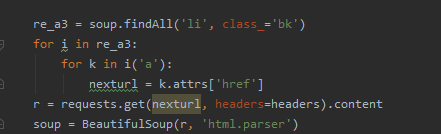 re_a3 = soup.findAll('li', class_='bk')
for i in re_a3:
    for k in i('a'):
        nexturl = k.attrs['href']
r = requests.get(nexturl, headers=headers).content
soup = BeautifulSoup(r, 'html.parser')